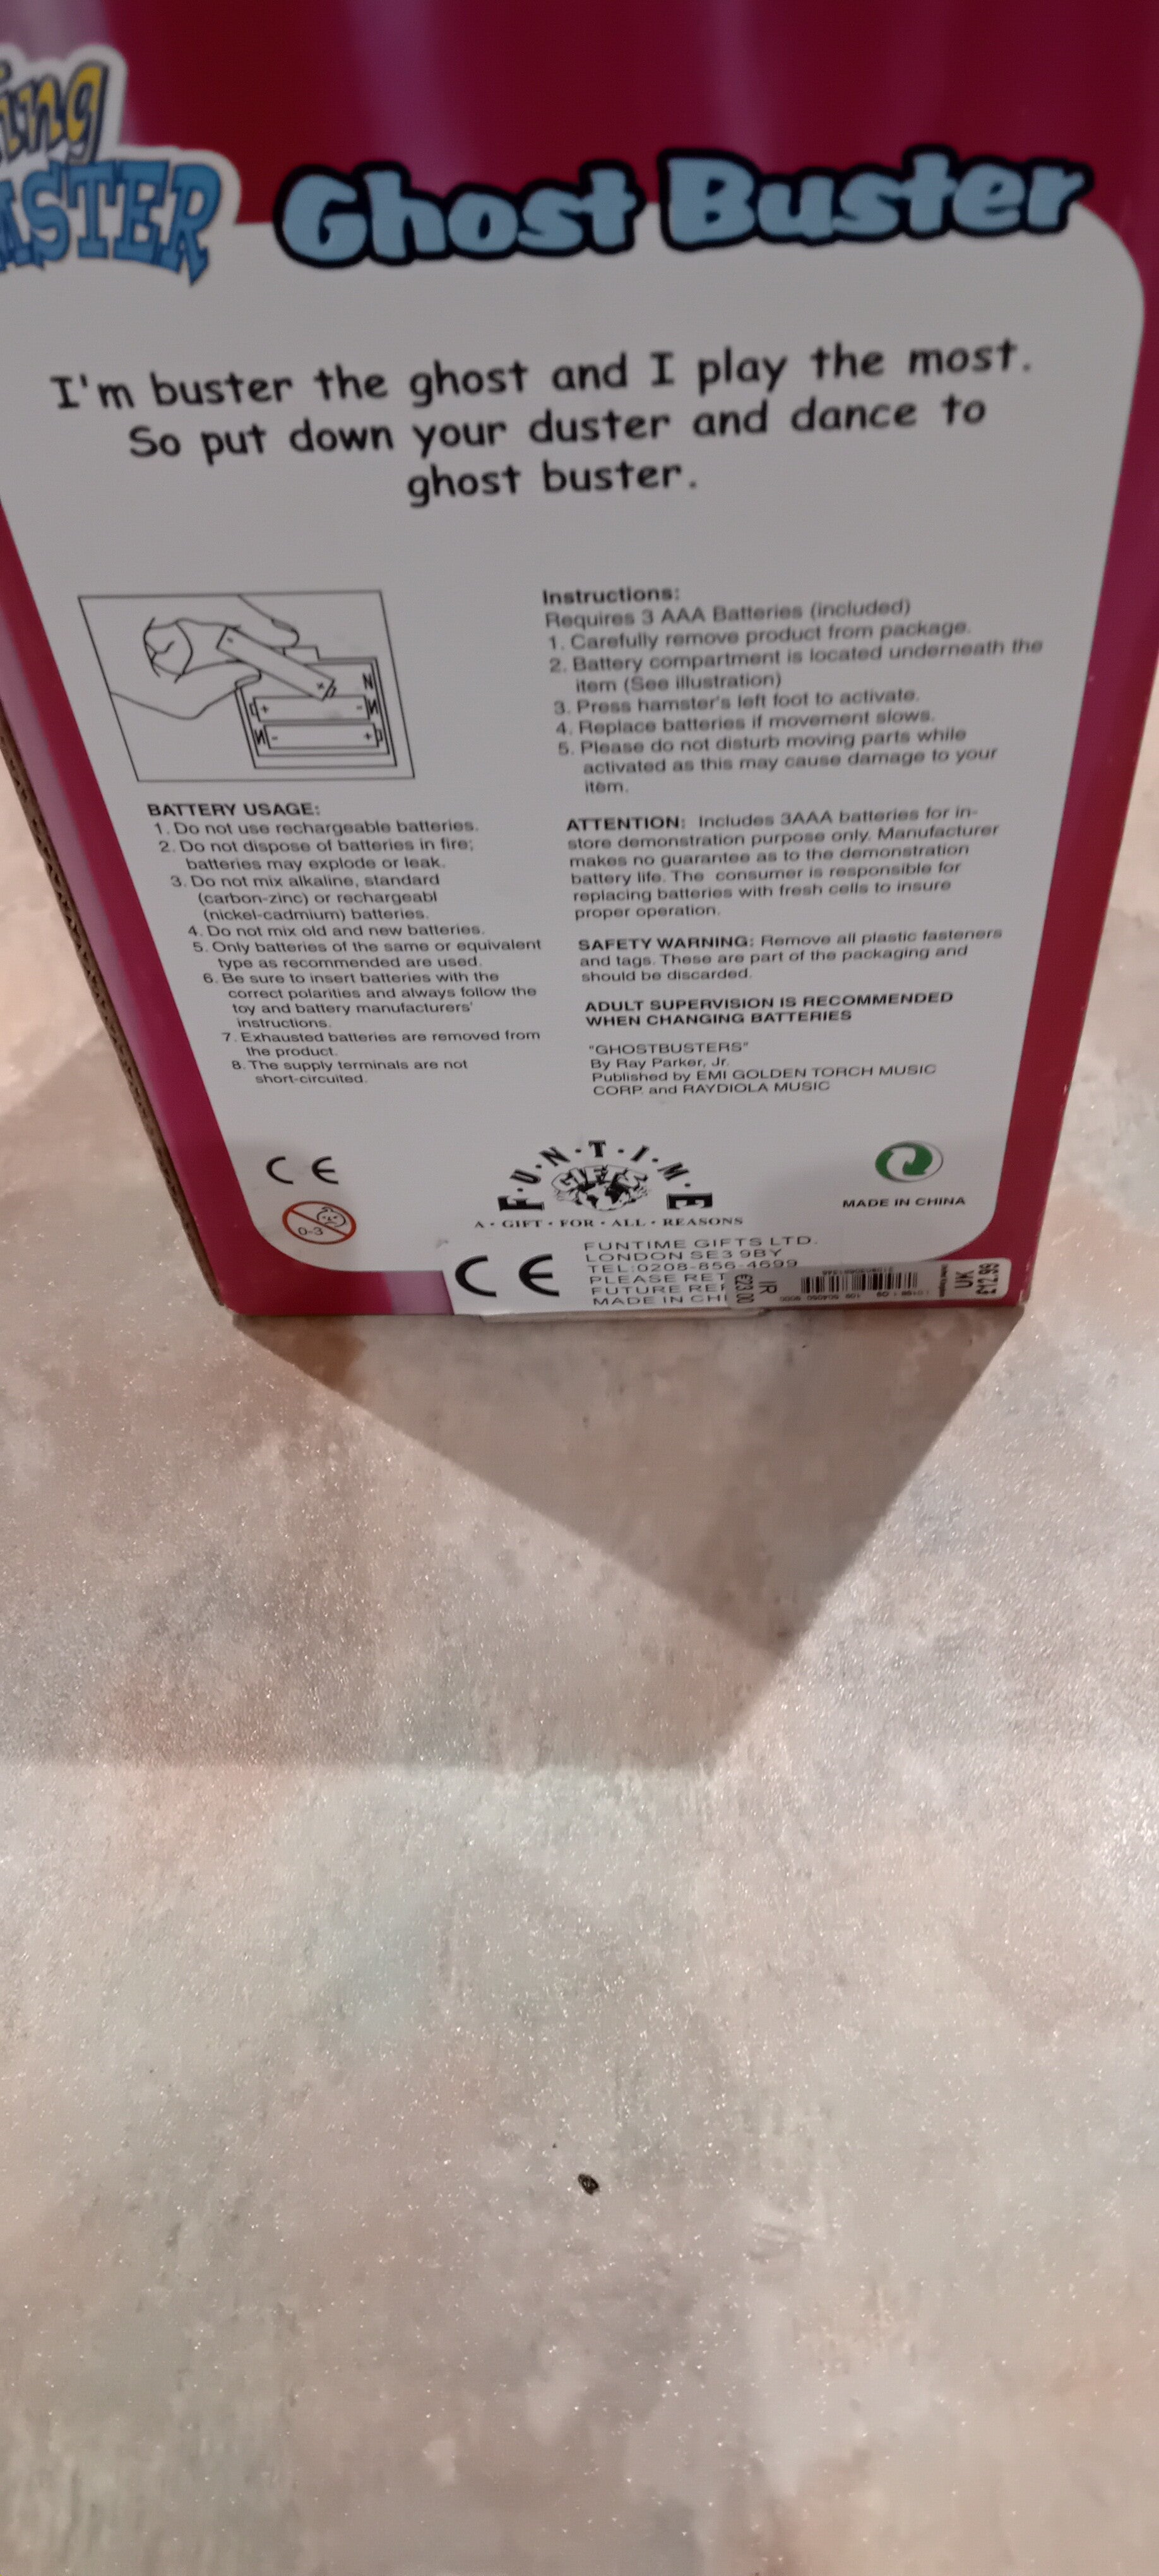 ing
ASTER
Ghost Buster
I'm buster the ghost and I play the most.
So put down your duster and dance to
ghost buster.
N
N
N
BATTERY USAGE:
1. Do not use rechargeable batteries.
2. Do not dispose of batteries in fire;
batteries may explode or leak.
3. Do not mix alkaline, standard
(carbon-zinc) or rechargeabl
(nickel-cadmium) batteries.
4. Do not mix old and new batteries.
5. Only batteries of the same or equivalent
type as recommended are used.
6. Be sure to insert batteries with the
correct polarities and always follow the
toy and battery manufacturers'
instructions.
7. Exhausted batteries are removed from
the product.
8. The supply terminals are not
short-circuited.
Instructions:
Requires 3 AAA Batteries (included)
1. Carefully remove product from package.
2. Battery compartment is located underneath the
item (See illustration)
3. Press hamster's left foot to activate.
4. Replace batteries if movement slows.
5. Please do not disturb moving parts while
activated as this may cause damage to your
item.
ATTENTION: Includes 3AAA batteries for in-
store demonstration purpose only. Manufacturer
makes no guarantee as to the demonstration
battery life. The consumer is responsible for
replacing batteries with fresh cells to insure
proper operation.
SAFETY WARNING: Remove all plastic fasteners
and tags. These are part of the packaging and
should be discarded.
ADULT SUPERVISION IS RECOMMENDED
WHEN CHANGING BATTERIES
"GHOSTBUSTERS"
By Ray Parker, Jr.
Published by EMI GOLDEN TORCH MUSIC
CORP. and RAYDIOLA MUSIC
CE
0-3
F·U·N·T·I·M·E
GIFTS
A · GIFT · FOR · ALL · REASONS
MADE IN CHINA
CE
FUNTIME GIFTS LTD.
LONDON SE3 9BY
TEL:0208-856-4699
PLEASE RET
FUTURE REF
MADE IN CHI
€23.00
IR
UK
£12.99